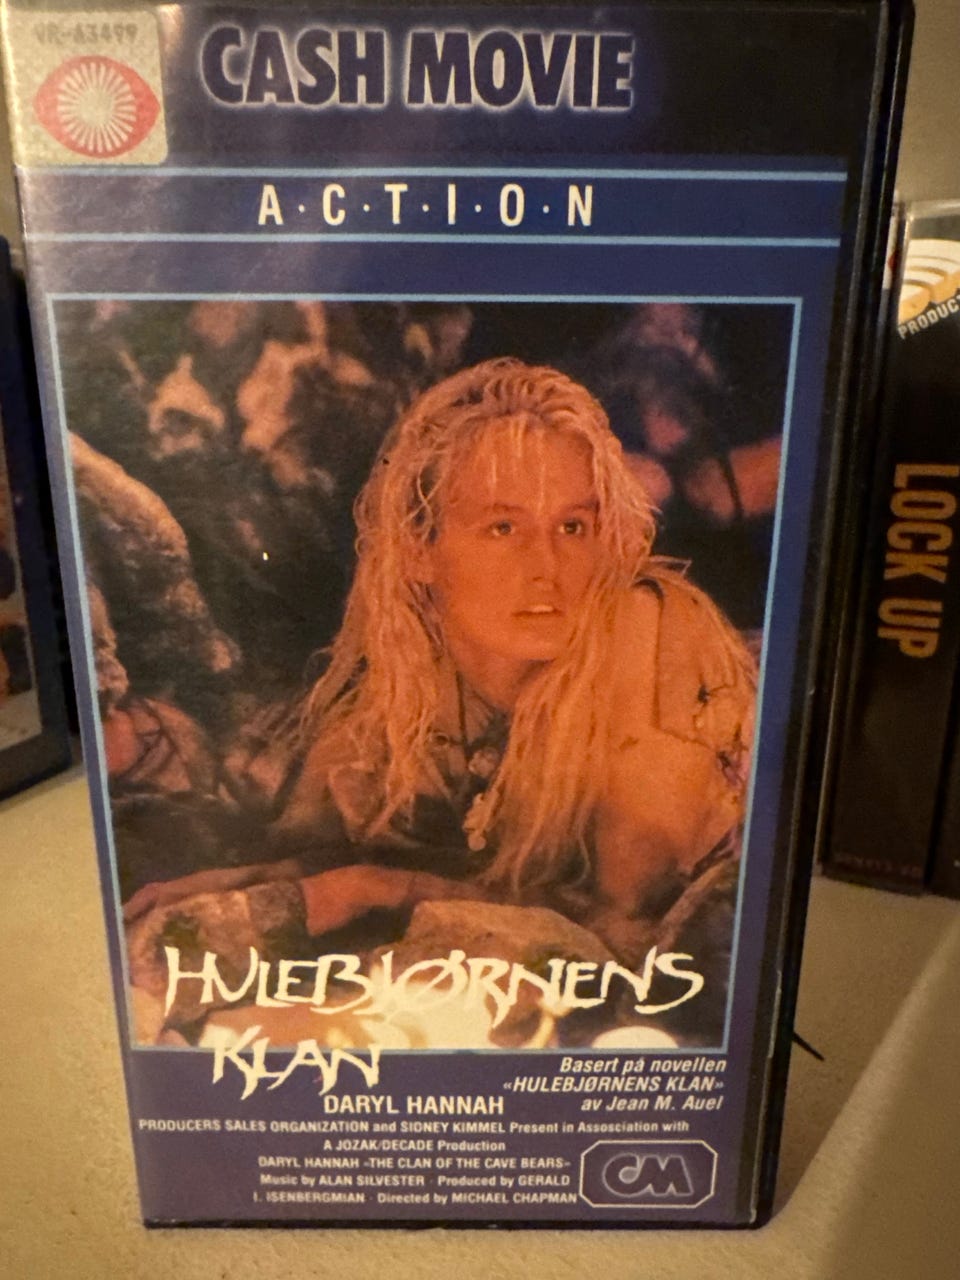 VR-63499
CASH MOVIE
A·C·T·I·O·N
HULEBJØRNENS
KLAN
Basert på novellen
«HULEBJØRNENS KLAN»
av Jean M. Auel
DARYL HANNAH
PRODUCERS SALES ORGANIZATION and SIDNEY KIMMEL Present in Assosciation with
A JOZAK/DECADE Production
DARYL HANNAH «THE CLAN OF THE CAVE BEARS»
Music by ALAN SILVESTER · Produced by GERALD
I. ISENBERGMIAN · Directed by MICHAEL CHAPMAN
CM
PRODUCT
LOCK UP